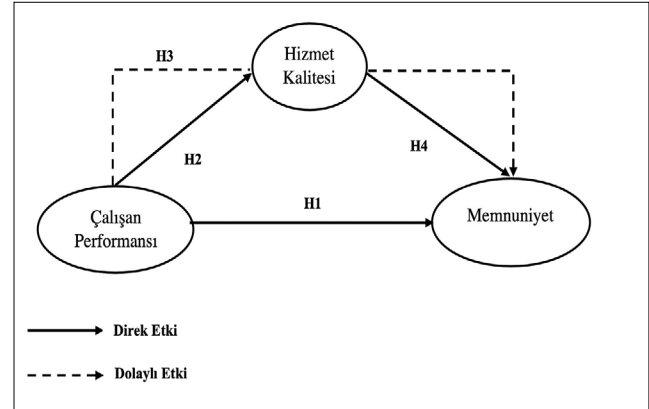 H3
Hizmet
Kalitesi
H2
H4
H1
Çalışan
Performansı
Memnuniyet
Direk Etki
Dolaylı Etki